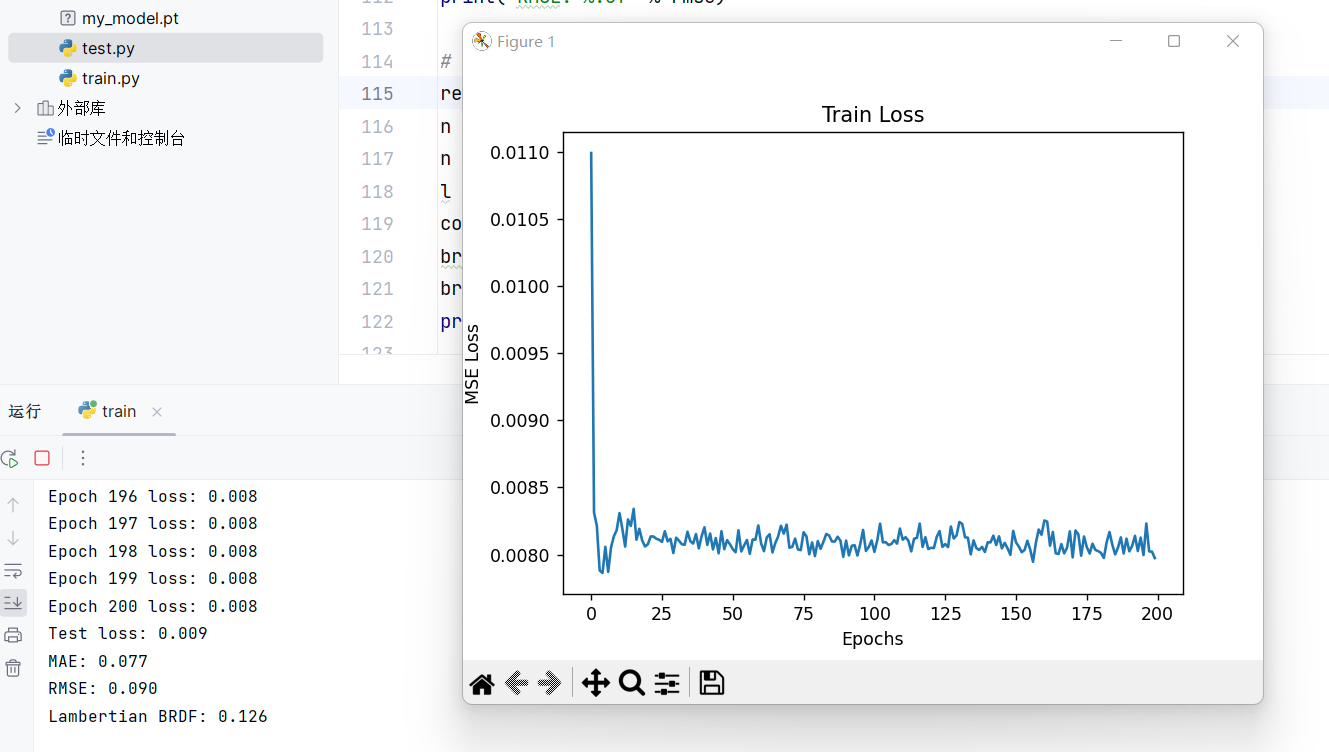 my_model.pt
test.py
train.py
外部库
临时文件和控制台
113
114 #
115 re
116 n
117 n
118 l
119 co
120 br
121 br
122 pr
123
Figure 1
Train Loss
MSE Loss
0.0110
0.0105
0.0100
0.0095
0.0090
0.0085
0.0080
0 25 50 75 100 125 150 175 200
Epochs
运行 train
Epoch 196 loss: 0.008
Epoch 197 loss: 0.008
Epoch 198 loss: 0.008
Epoch 199 loss: 0.008
Epoch 200 loss: 0.008
Test loss: 0.009
MAE: 0.077
RMSE: 0.090
Lambertian BRDF: 0.126